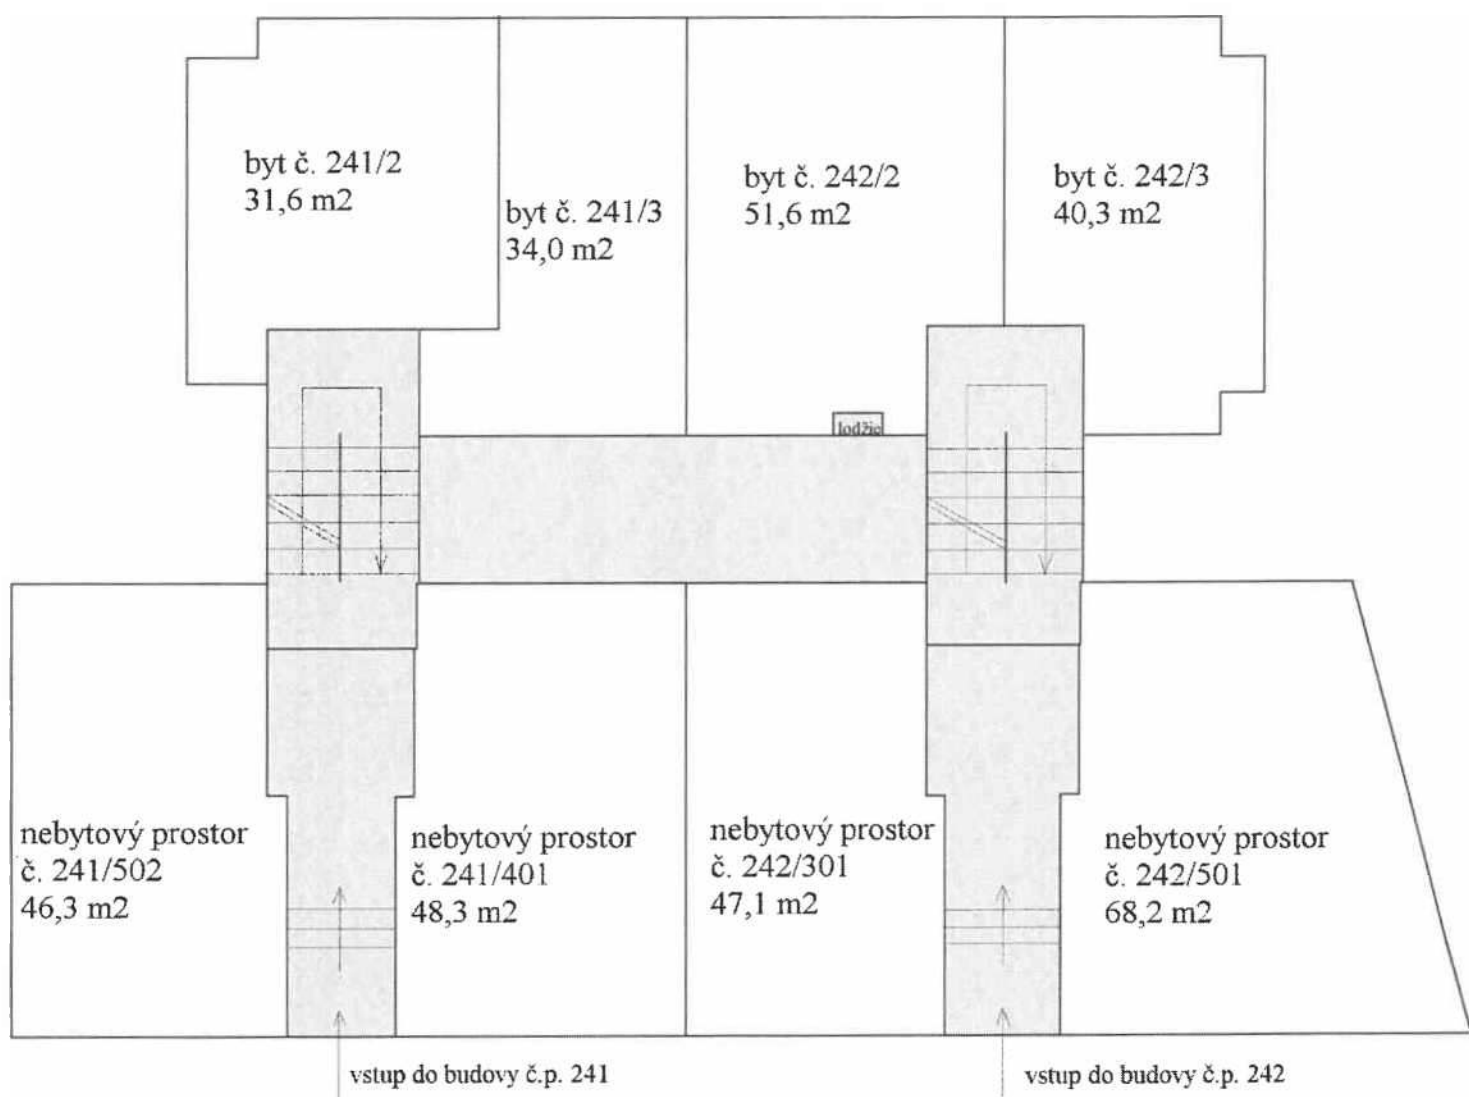 byt č. 241/2
31,6 m2
byt č. 241/3
34,0 m2
byt č. 242/2
51,6 m2
byt č. 242/3
40,3 m2
lodžie
nebytový prostor
č. 241/502
46,3 m2
nebytový prostor
č. 241/401
48,3 m2
nebytový prostor
č. 242/301
47,1 m2
nebytový prostor
č. 242/501
68,2 m2
vstup do budovy č.p. 241
vstup do budovy č.p. 242